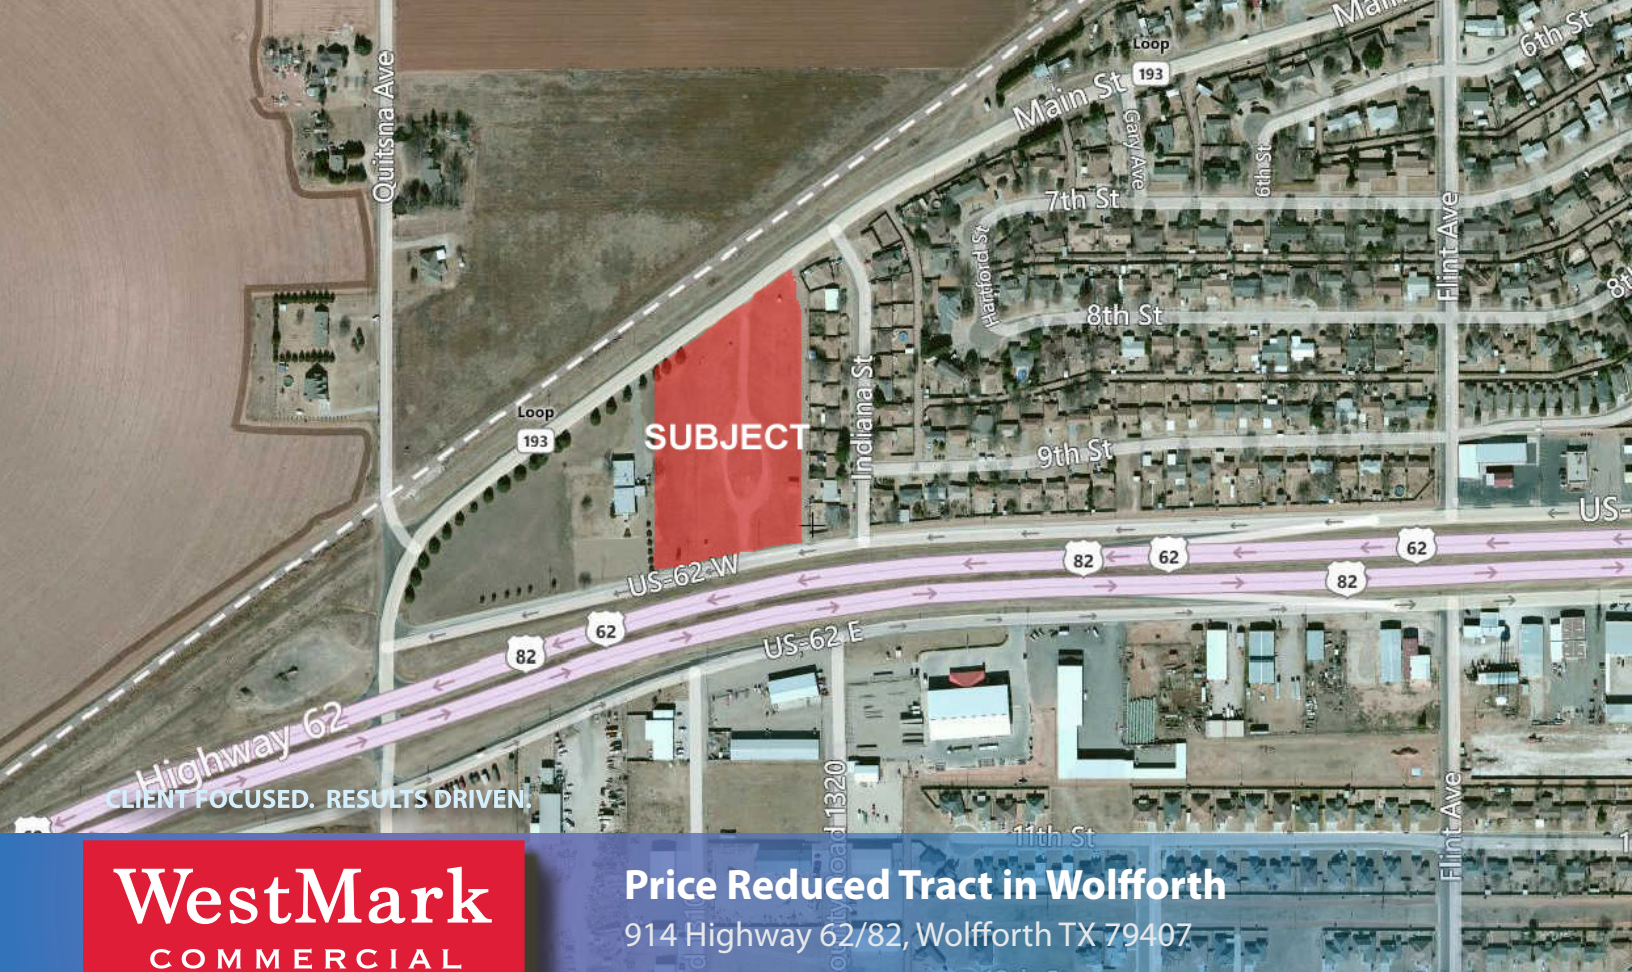 Main
6th St
Loop
193
Main St
Quitsna Ave
Gary Ave
6th St
7th St
Flint Ave
Hartford St
8th St
Loop
193
SUBJECT
Indiana St
9th St
US-
US-62 W
82
62
62
82
62
82
US-62 E
Highway 62
CLIENT FOCUSED. RESULTS DRIVEN.
1320
11th St
Flint Ave
WestMark
COMMERCIAL
Price Reduced Tract in Wolfforth
914 Highway 62/82, Wolfforth TX 79407